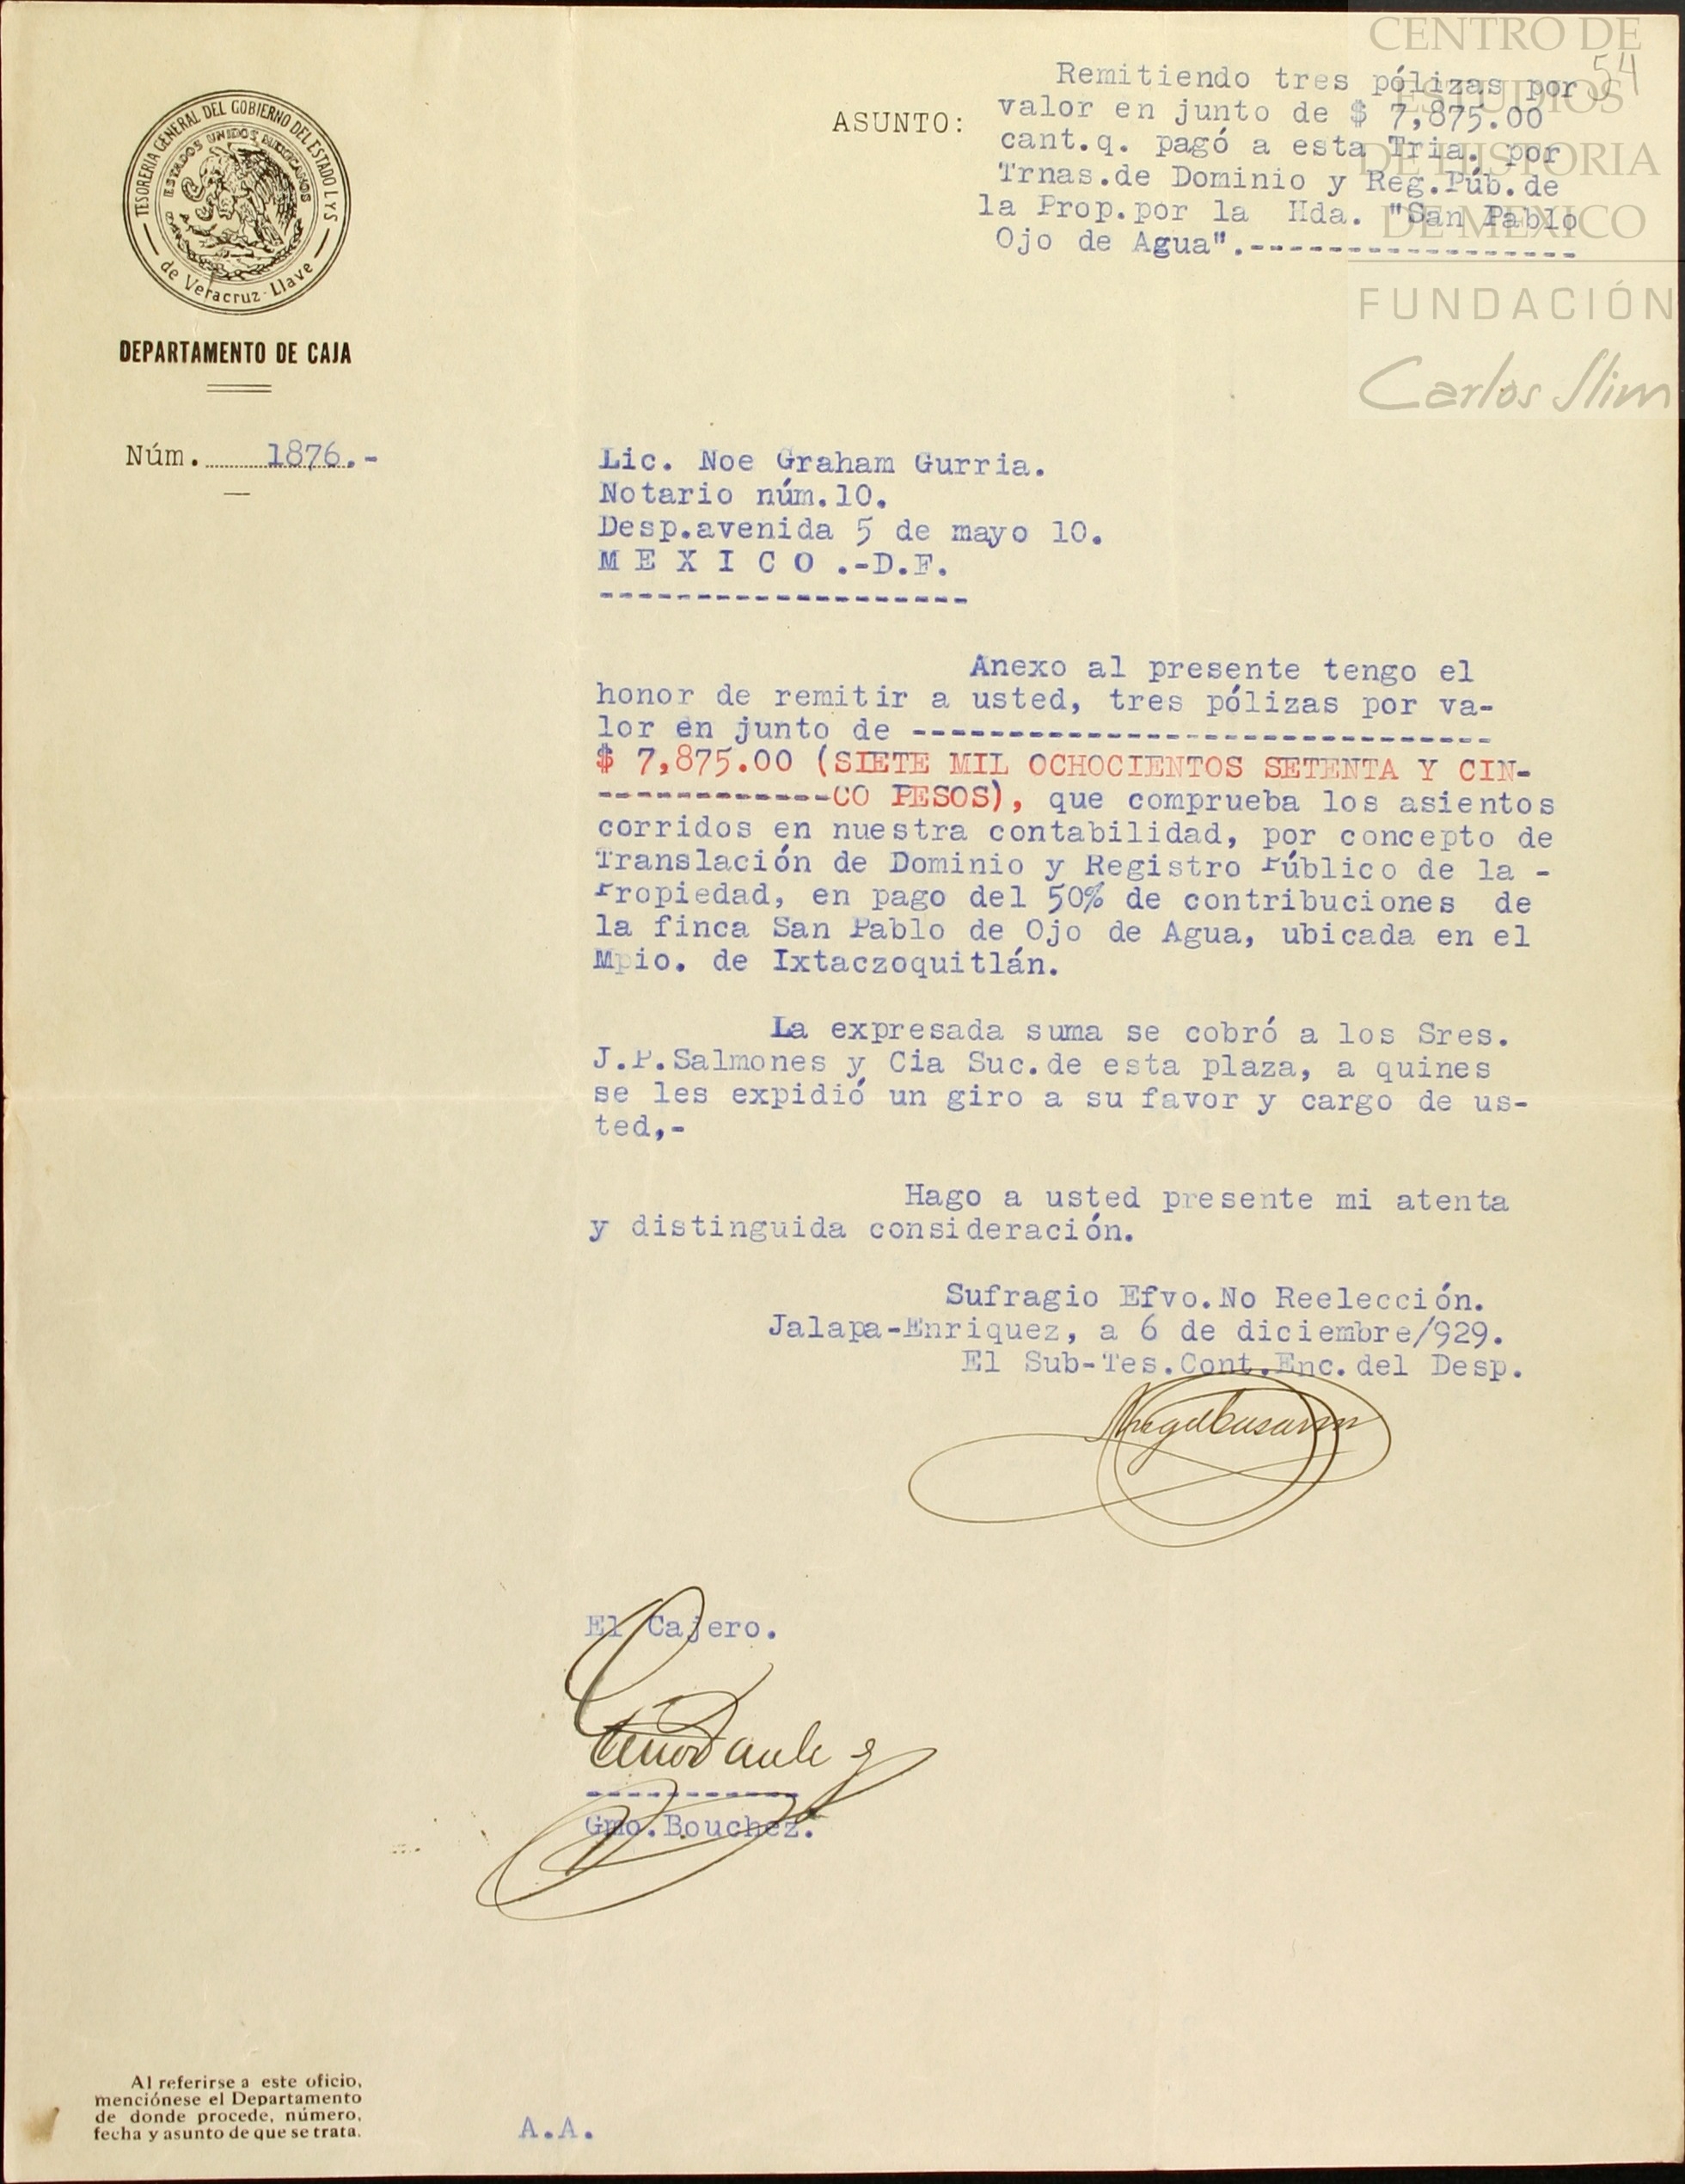 CENTRO DE
ESTUDIOS
DE HISTORIA
DE MEXICO
FUNDACIÓN
Carlos Slim
54
TESORERIA GENERAL DEL GOBIERNO DEL ESTADO L. Y S.
de Veracruz-Llave
ESTADOS UNIDOS MEXICANOS
DEPARTAMENTO DE CAJA
Núm. 1876.-
ASUNTO:
Remitiendo tres pólizas por
valor en junto de $ 7,875.00
cant.q. pagó a esta Tria. por
Trnas.de Dominio y Reg.Púb.de
la Prop.por la Hda. "San Pablo
Ojo de Agua".-----------------
Lic. Noe Graham Gurria.
Notario núm.10.
Desp.avenida 5 de mayo 10.
M E X I C O .-D.F.
-------------------
Anexo al presente tengo el
honor de remitir a usted, tres pólizas por va-
lor en junto de ------------------------------
$ 7,875.00 (SIETE MIL OCHOCIENTOS SETENTA Y CIN-
------------CO PESOS), que comprueba los asientos
corridos en nuestra contabilidad, por concepto de
Translación de Dominio y Registro Público de la -
Propiedad, en pago del 50% de contribuciones de
la finca San Pablo de Ojo de Agua, ubicada en el
Mpio. de Ixtaczoquitlán.
La expresada suma se cobró a los Sres.
J.P.Salmones y Cia Suc.de esta plaza, a quines
se les expidió un giro a su favor y cargo de us-
ted,-
Hago a usted presente mi atenta
y distinguida consideración.
Sufragio Efvo.No Reelección.
Jalapa-Enriquez, a 6 de diciembre/929.
El Sub-Tes.Cont.Enc.del Desp.
El Cajero.
-----------
Gmo.Bouchez.
Al referirse a este oficio,
menciónese el Departamento
de donde procede, número,
fecha y asunto de que se trata.
A.A.